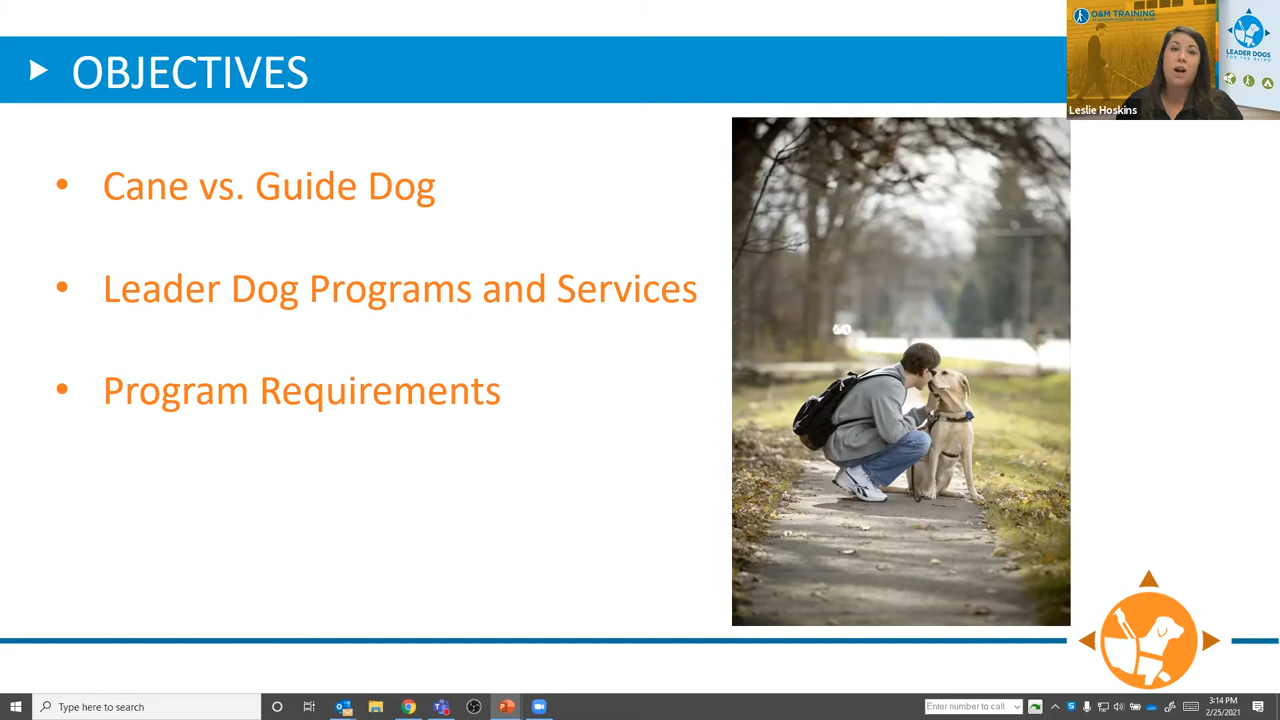 OBJECTIVES
O&M TRAINING
LEADER DOGS
FOR THE BLIND
Leslie Hoskins
• Cane vs. Guide Dog
• Leader Dog Programs and Services
• Program Requirements
Type here to search
Enter number to call
3:14 PM
2/25/2021